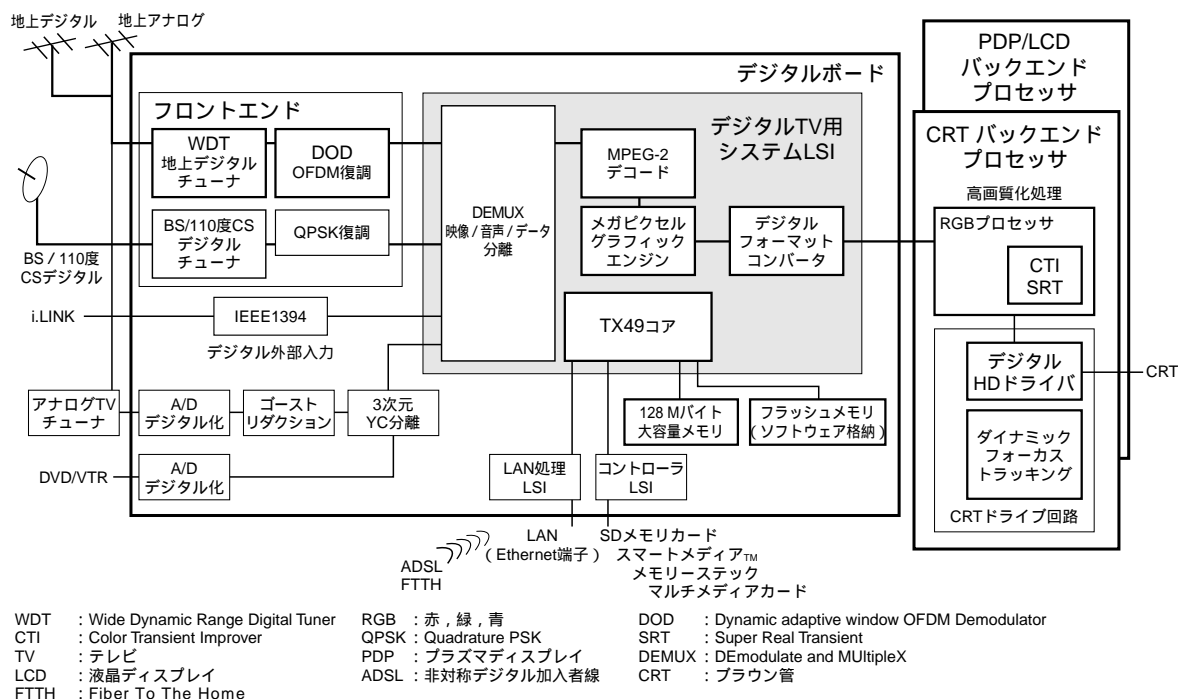 地上デジタル
地上アナログ
デジタルボード
フロントエンド
WDT
地上デジタル
チューナ
DOD
OFDM復調
BS/110度CS
デジタル
チューナ
QPSK復調
DEMUX
映像/音声/データ
分離
デジタルTV用
システムLSI
MPEG-2
デコード
メガピクセル
グラフィック
エンジン
デジタル
フォーマット
コンバータ
TX49コア
PDP/LCD
バックエンド
プロセッサ
CRT バックエンド
プロセッサ
高画質化処理
RGBプロセッサ
CTI
SRT
デジタル
HDドライバ
CRT
ダイナミック
フォーカス
トラッキング
CRTドライブ回路
BS / 110度
CSデジタル
i.LINK
IEEE1394
デジタル外部入力
アナログTV
チューナ
A/D
デジタル化
ゴースト
リダクション
3次元
YC分離
DVD/VTR
A/D
デジタル化
128 Mバイト
大容量メモリ
フラッシュメモリ
(ソフトウェア格納)
LAN処理
LSI
コントローラ
LSI
ADSL
FTTH
LAN
(Ethernet端子)
SDメモリカード
スマートメディアTM
メモリーステック
マルチメディアカード
WDT : Wide Dynamic Range Digital Tuner
CTI : Color Transient Improver
TV : テレビ
LCD : 液晶ディスプレイ
FTTH : Fiber To The Home
RGB : 赤，緑，青
QPSK : Quadrature PSK
PDP : プラズマディスプレイ
ADSL : 非対称デジタル加入者線
DOD : Dynamic adaptive window OFDM Demodulator
SRT : Super Real Transient
DEMUX : DEmodulate and MUltipleX
CRT : ブラウン管